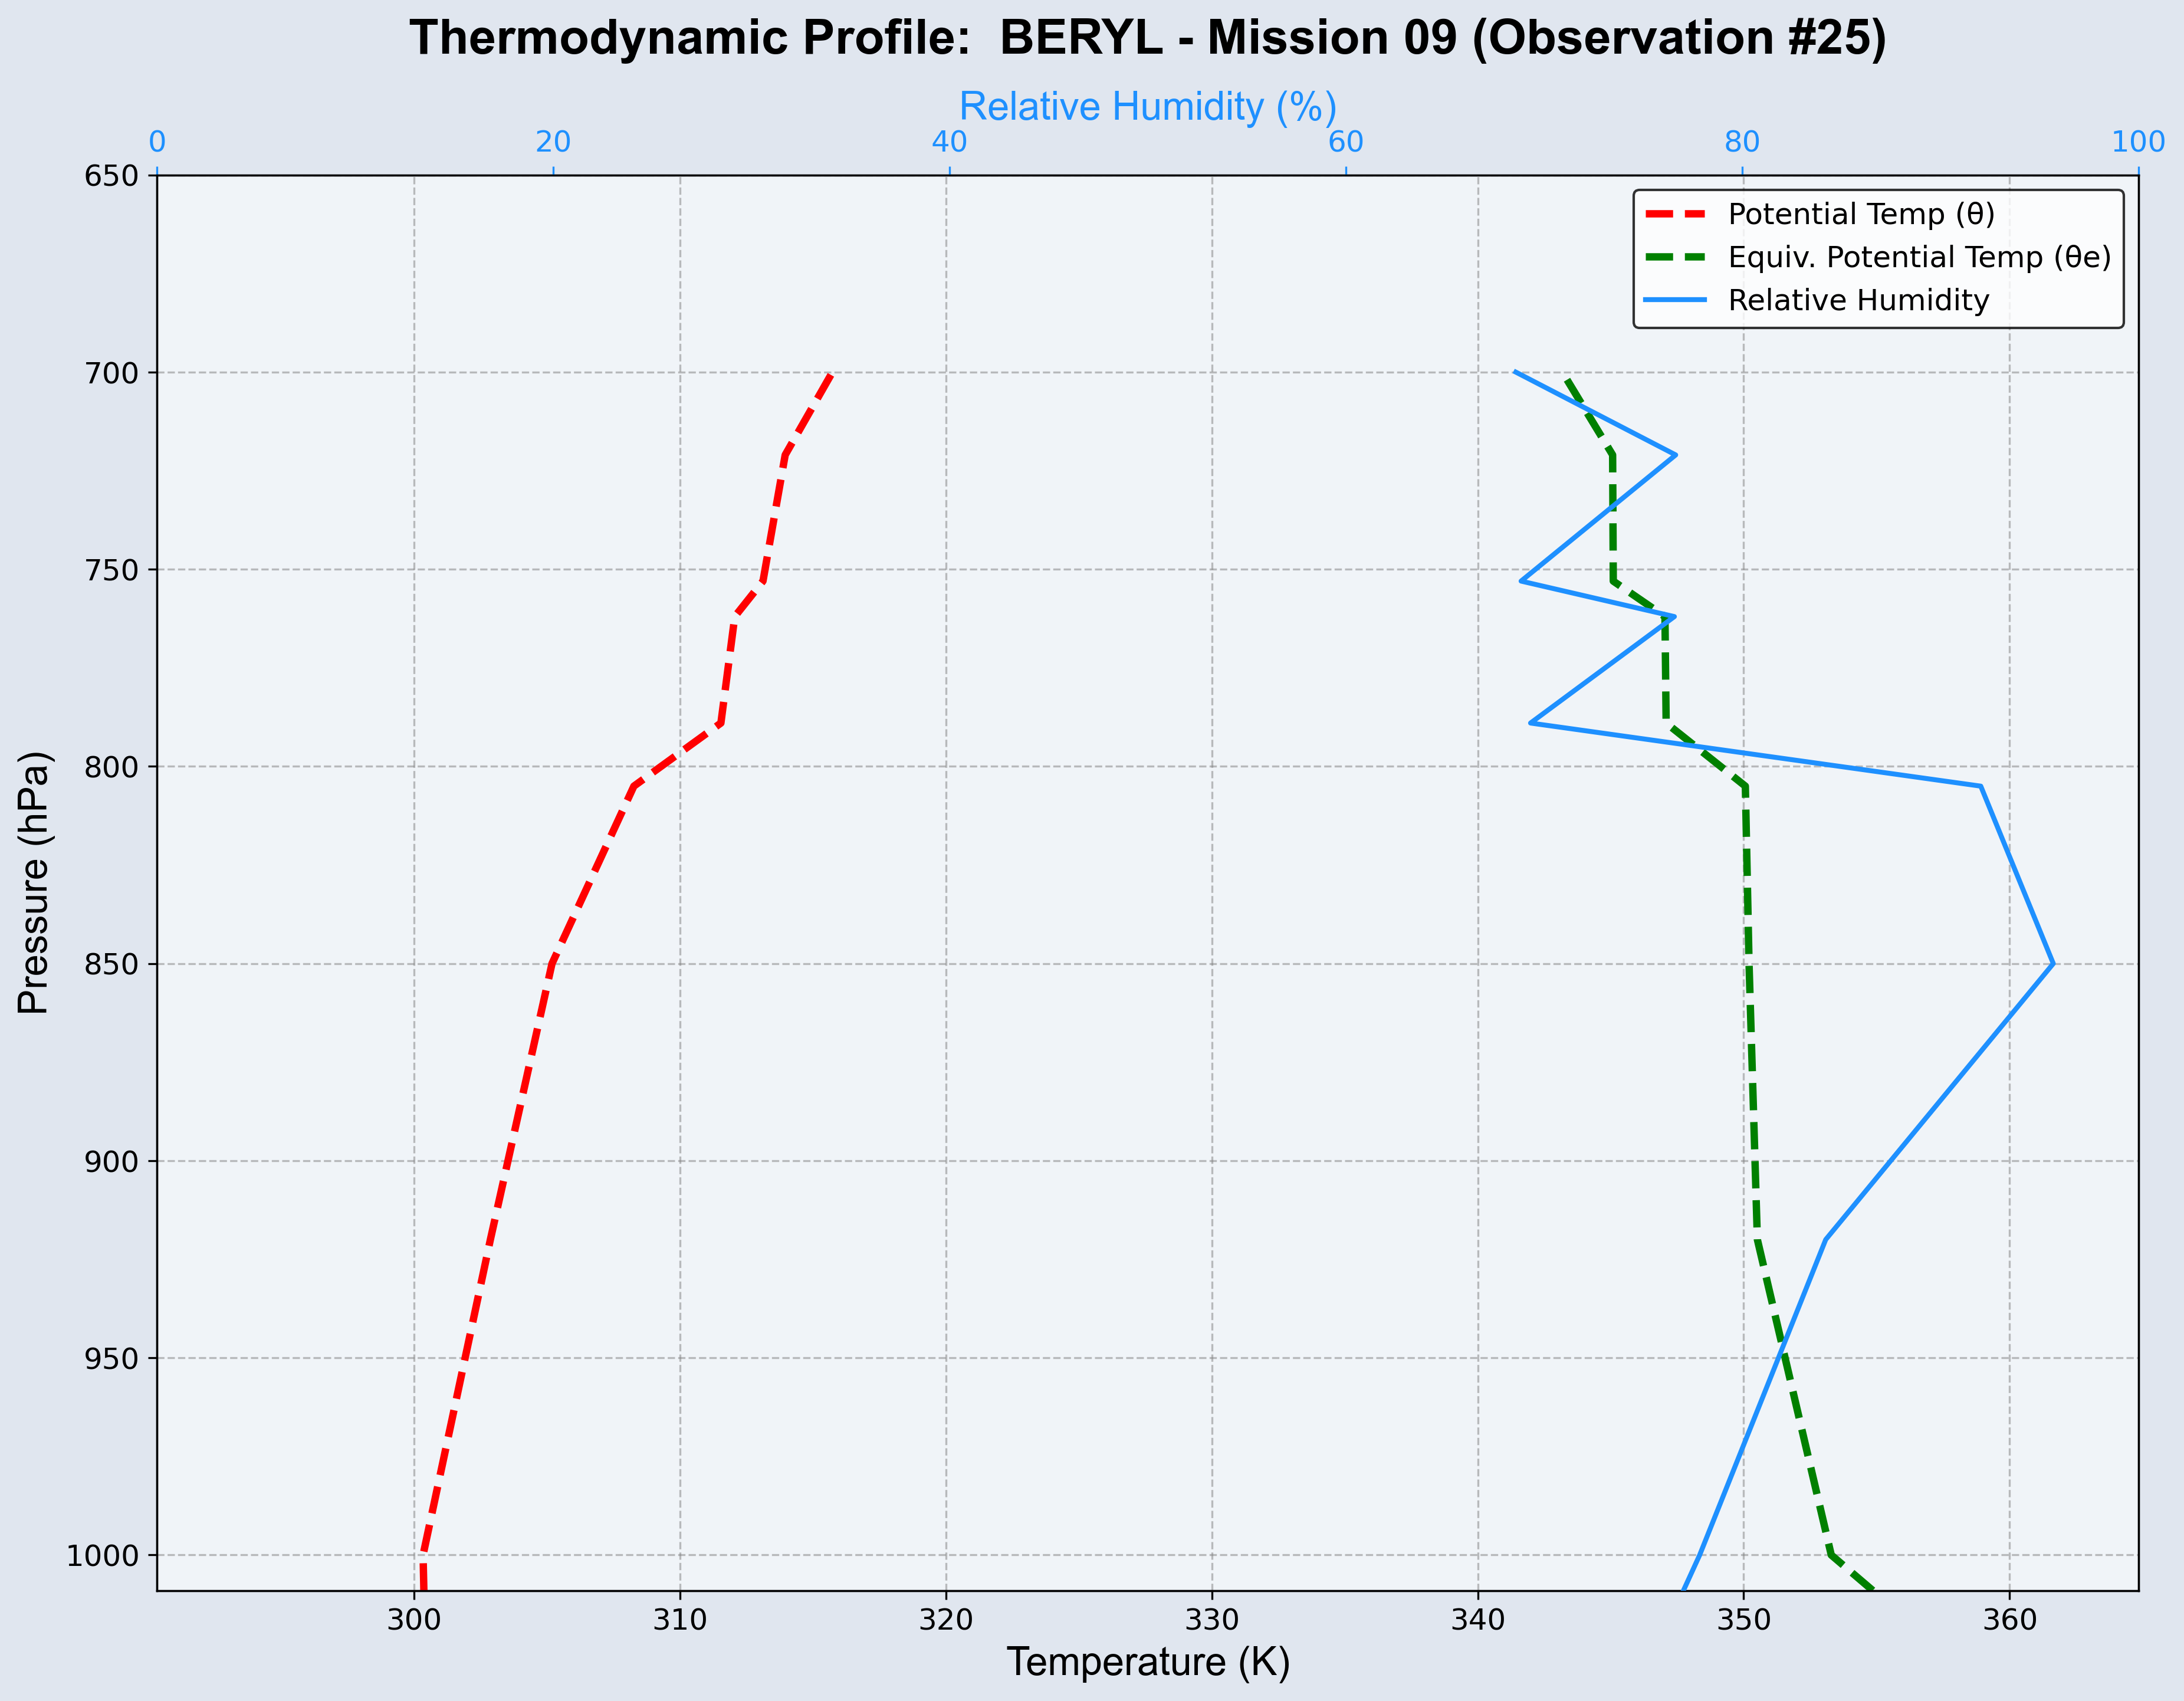 Thermodynamic Profile:  BERYL - Mission 09 (Observation #25)
Relative Humidity (%)
0 20 40 60 80 100
Potential Temp (θ)
Equiv. Potential Temp (θe)
Relative Humidity
Pressure (hPa)
650
700
750
800
850
900
950
1000
300 310 320 330 340 350 360
Temperature (K)